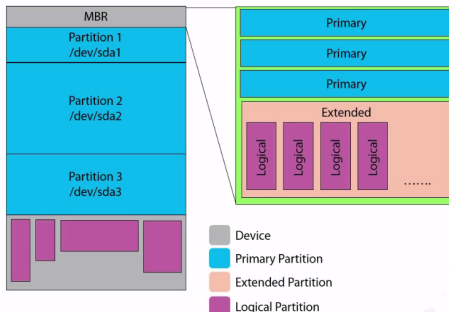 MBR
Partition 1
/dev/sda1
Partition 2
/dev/sda2
Partition 3
/dev/sda3
Primary
Primary
Primary
Extended
Logical
Logical
Logical
Logical
.......
Device
Primary Partition
Extended Partition
Logical Partition